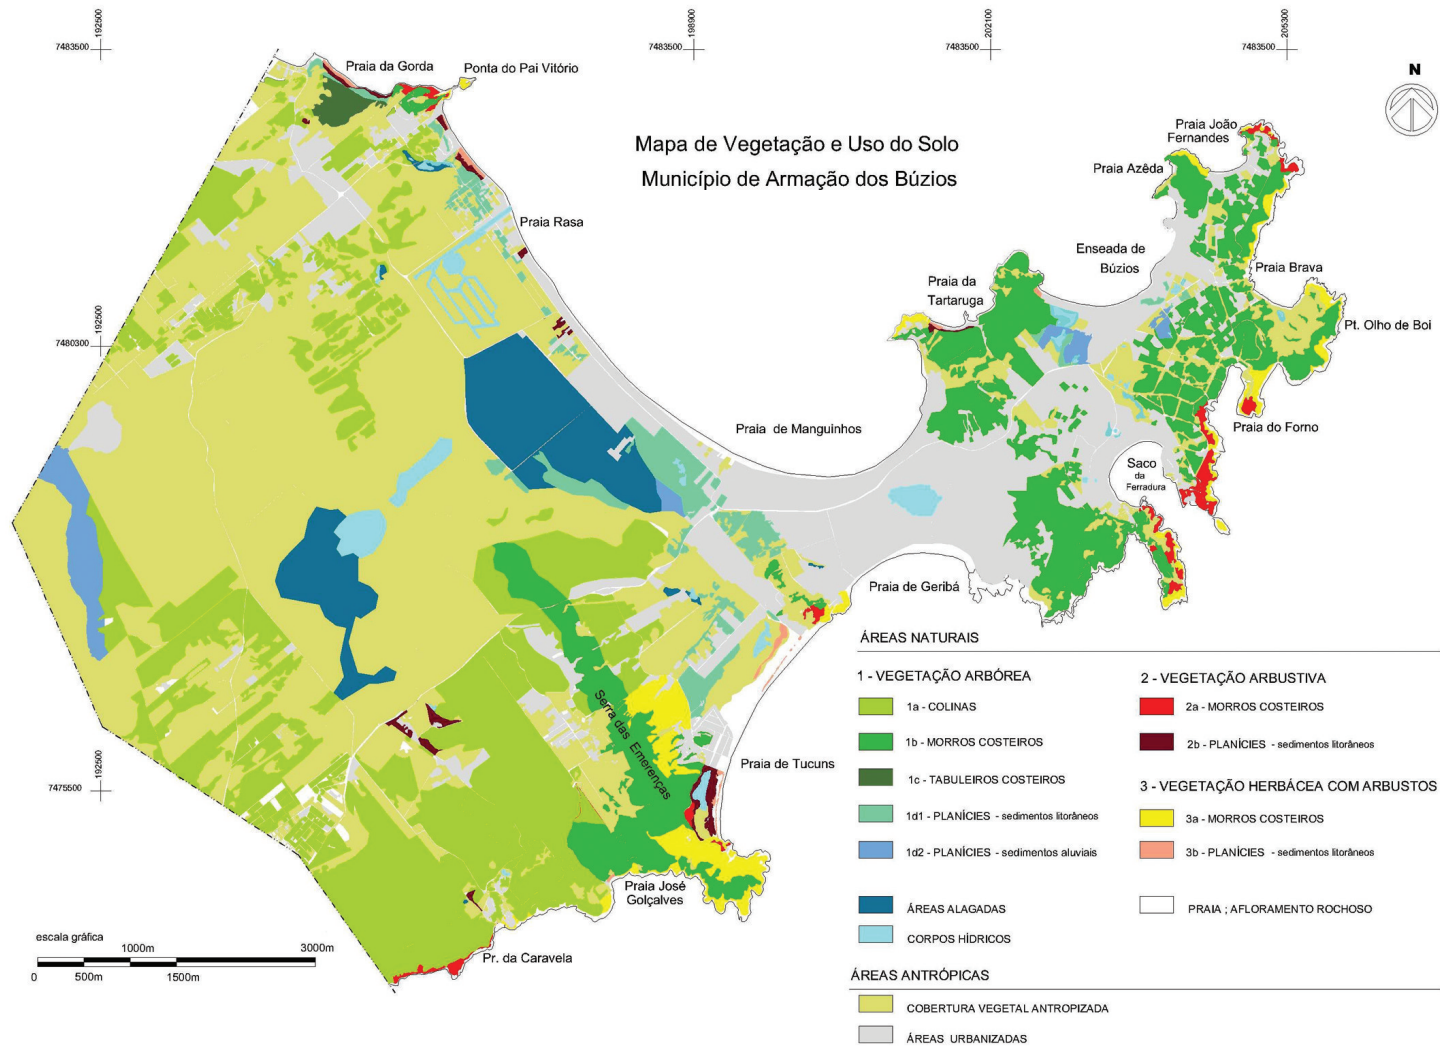 192500
7483500
198900
7483500
202100
7483500
205300
7483500
N
Praia da Gorda
Ponta do Pai Vitório
Mapa de Vegetação e Uso do Solo
Município de Armação dos Búzios
Praia João
Fernandes
Praia Azêda
Praia Rasa
Enseada de
Búzios
Praia Brava
Praia da
Tartaruga
Pt. Olho de Boi
192500
7480300
Praia de Manguinhos
Praia do Forno
Saco
da
Ferradura
Praia de Geribá
Serra das Emerenças
Praia de Tucuns
192500
7475500
Praia José
Golçalves
Pr. da Caravela
escala gráfica
1000m
3000m
0
500m
1500m
ÁREAS NATURAIS
1 - VEGETAÇÃO ARBÓREA
1a - COLINAS
1b - MORROS COSTEIROS
1c - TABULEIROS COSTEIROS
1d1 - PLANÍCIES - sedimentos litorâneos
1d2 - PLANÍCIES - sedimentos aluviais
ÁREAS ALAGADAS
CORPOS HÍDRICOS
2 - VEGETAÇÃO ARBUSTIVA
2a - MORROS COSTEIROS
2b - PLANÍCIES - sedimentos litorâneos
3 - VEGETAÇÃO HERBÁCEA COM ARBUSTOS
3a - MORROS COSTEIROS
3b - PLANÍCIES - sedimentos litorâneos
PRAIA ; AFLORAMENTO ROCHOSO
ÁREAS ANTRÓPICAS
COBERTURA VEGETAL ANTROPIZADA
ÁREAS URBANIZADAS